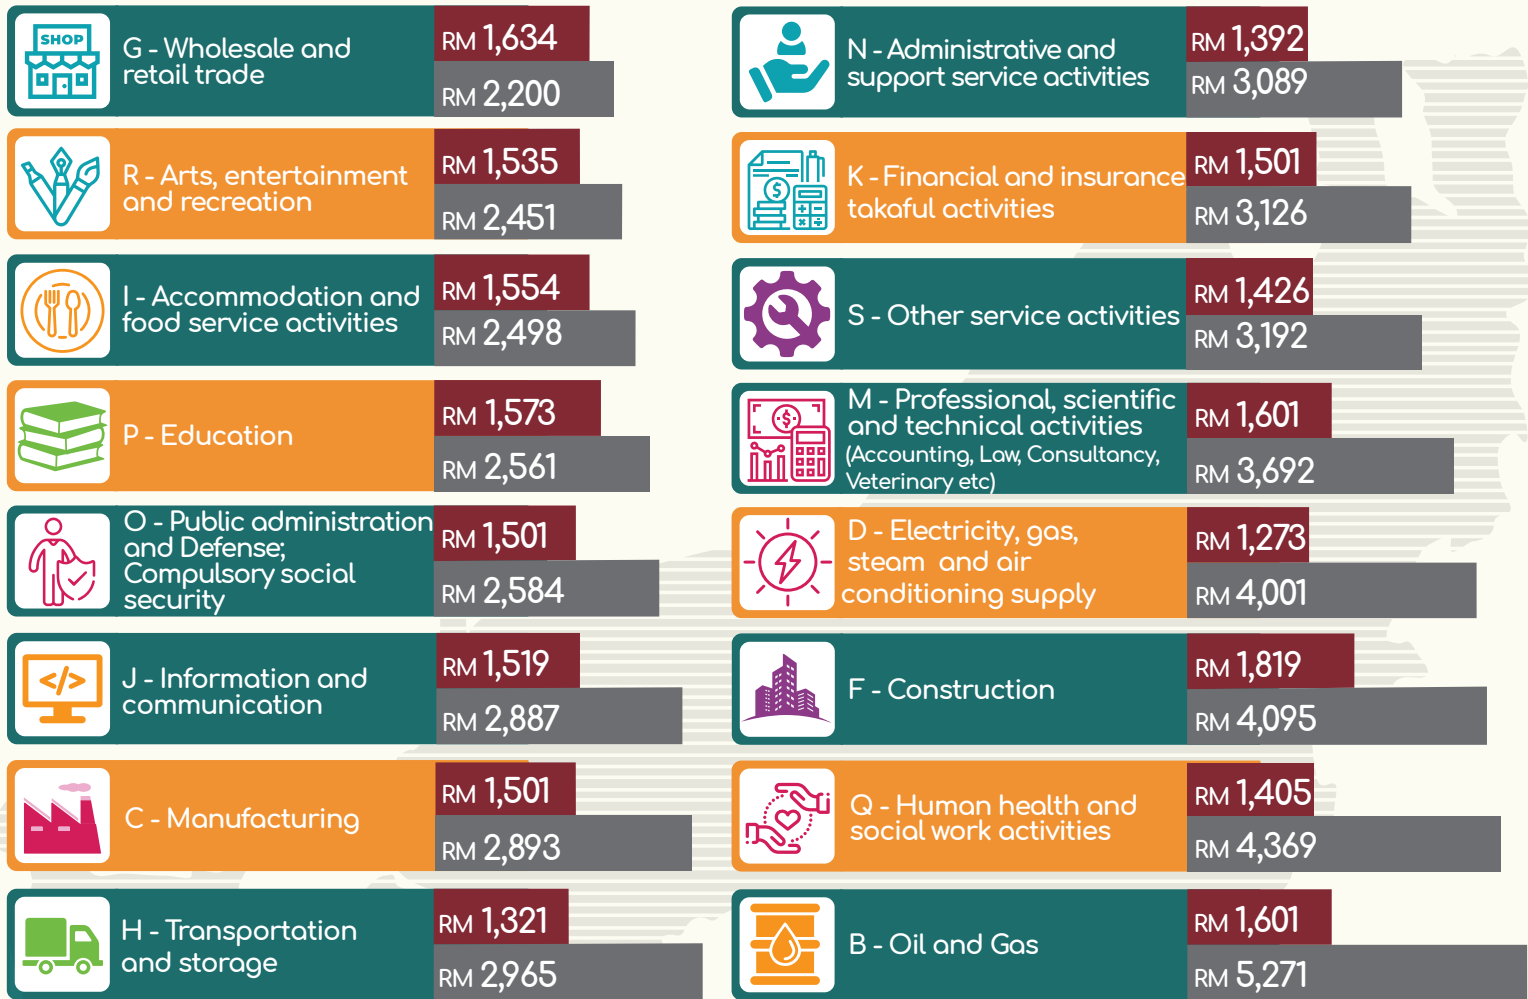 SHOP
G - Wholesale and
retail trade
RM 1,634
RM 2,200
R - Arts, entertainment
and recreation
RM 1,535
RM 2,451
I - Accommodation and
food service activities
RM 1,554
RM 2,498
P - Education
RM 1,573
RM 2,561
O - Public administration
and Defense;
Compulsory social
security
RM 1,501
RM 2,584
</>
J - Information and
communication
RM 1,519
RM 2,887
C - Manufacturing
RM 1,501
RM 2,893
H - Transportation
and storage
RM 1,321
RM 2,965
N - Administrative and
support service activities
RM 1,392
RM 3,089
$
K - Financial and insurance
takaful activities
RM 1,501
RM 3,126
S - Other service activities
RM 1,426
RM 3,192
$
M - Professional, scientific
and technical activities
(Accounting, Law, Consultancy,
Veterinary etc)
RM 1,601
RM 3,692
D - Electricity, gas,
steam and air
conditioning supply
RM 1,273
RM 4,001
F - Construction
RM 1,819
RM 4,095
Q - Human health and
social work activities
RM 1,405
RM 4,369
B - Oil and Gas
RM 1,601
RM 5,271